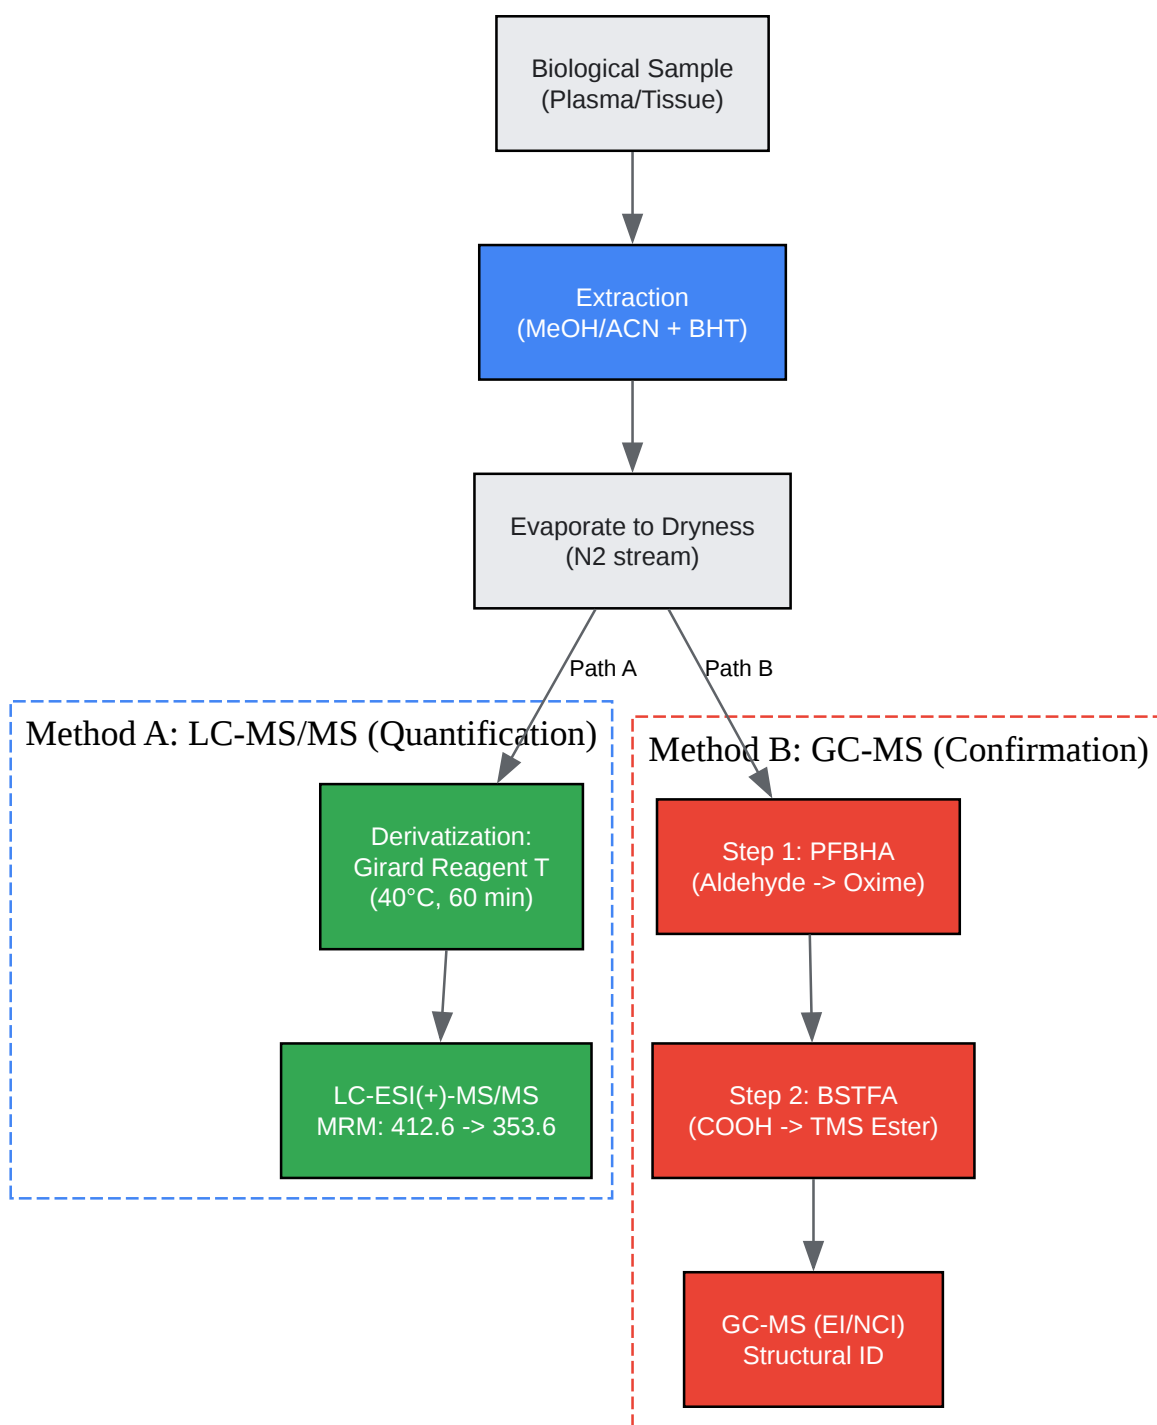 Biological Sample
(Plasma/Tissue)
Extraction
(MeOH/ACN + BHT)
Evaporate to Dryness
(N2 stream)
Path A
Path B
Method A: LC-MS/MS (Quantification)
Derivatization:
Girard Reagent T
(40°C, 60 min)
LC-ESI(+)-MS/MS
MRM: 412.6 -> 353.6
Method B: GC-MS (Confirmation)
Step 1: PFBHA
(Aldehyde -> Oxime)
Step 2: BSTFA
(COOH -> TMS Ester)
GC-MS (EI/NCI)
Structural ID